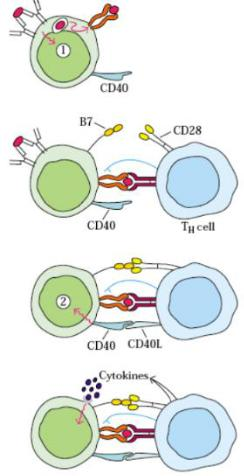 1
CD40
B7
CD28
CD40
TH cell
2
CD40 CD40L
Cytokines